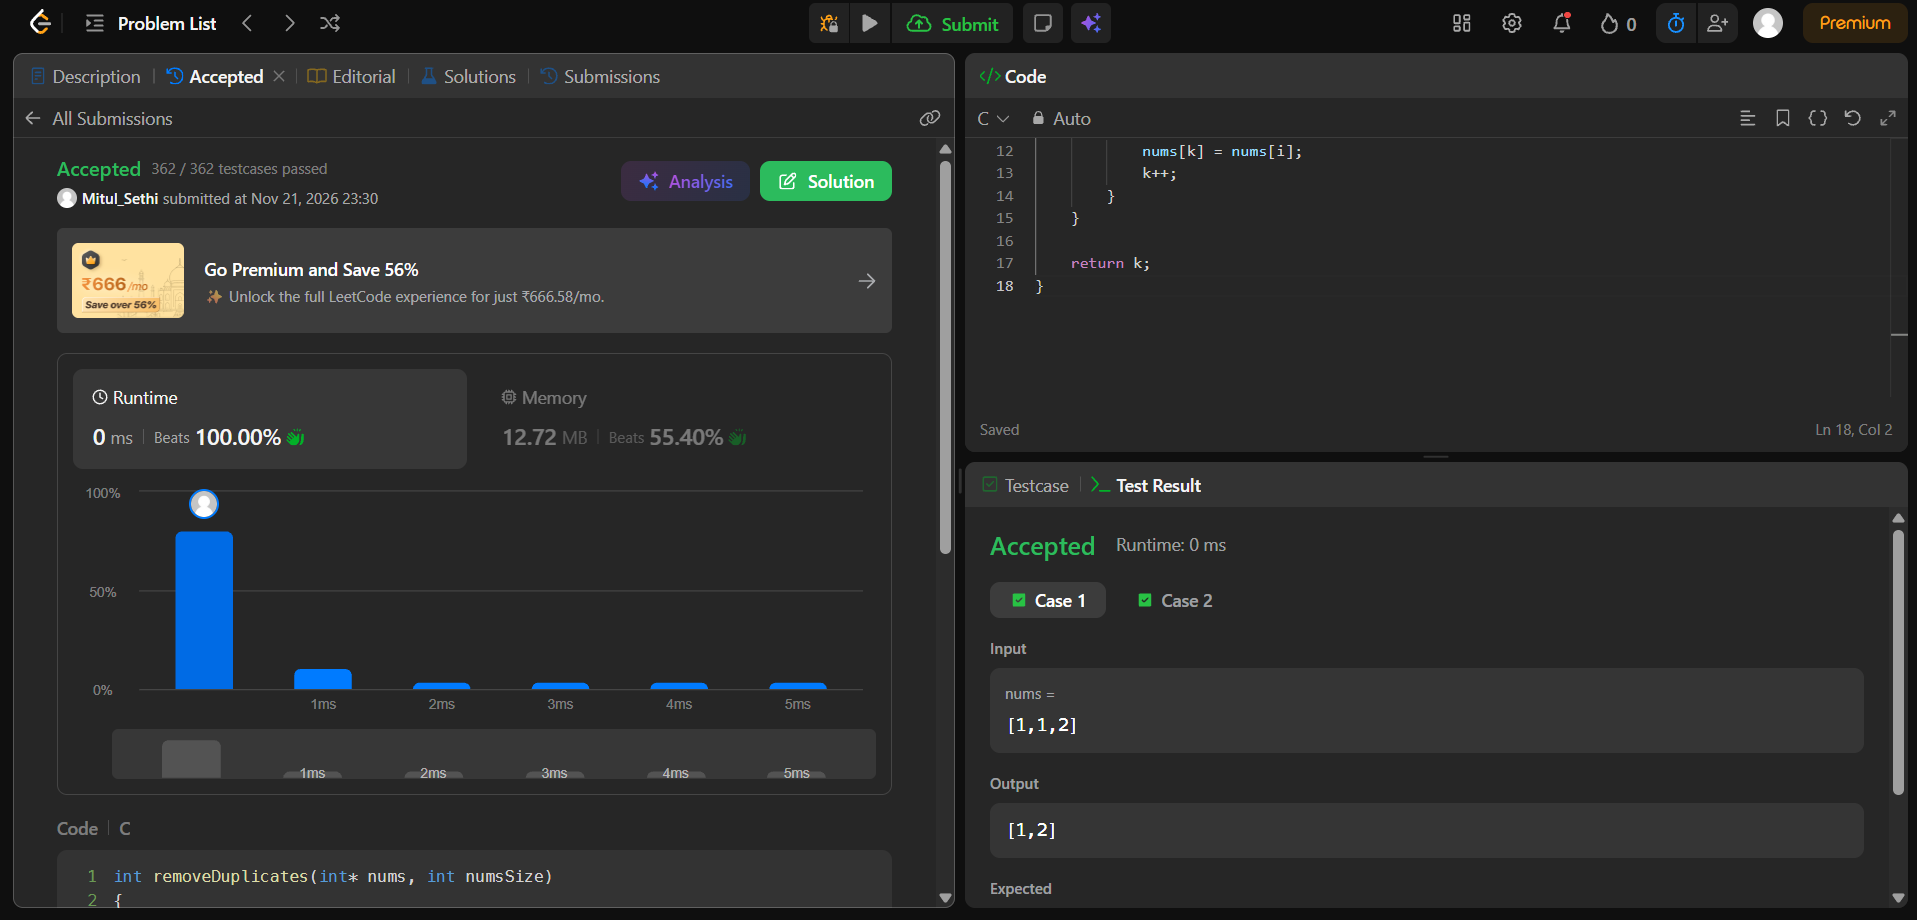 Problem List
Submit
0
Premium
Description
Accepted
Editorial
Solutions
Submissions
All Submissions
Accepted 362 / 362 testcases passed
Mitul_Sethi submitted at Nov 21, 2026 23:30
Analysis
Solution
₹666 /mo
Save over 56%
Go Premium and Save 56%
✨ Unlock the full LeetCode experience for just ₹666.58/mo.
Runtime
0 ms Beats 100.00%
Memory
12.72 MB Beats 55.40%
100%
50%
0%
1ms 2ms 3ms 4ms 5ms
1ms 2ms 3ms 4ms 5ms
Code C
1 int removeDuplicates(int* nums, int numsSize)
2 {
</> Code
C Auto
12 nums[k] = nums[i];
13 k++;
14 }
15 }
16
17 return k;
18 }
Saved
Ln 18, Col 2
Testcase
Test Result
Accepted Runtime: 0 ms
Case 1
Case 2
Input
nums =
[1,1,2]
Output
[1,2]
Expected